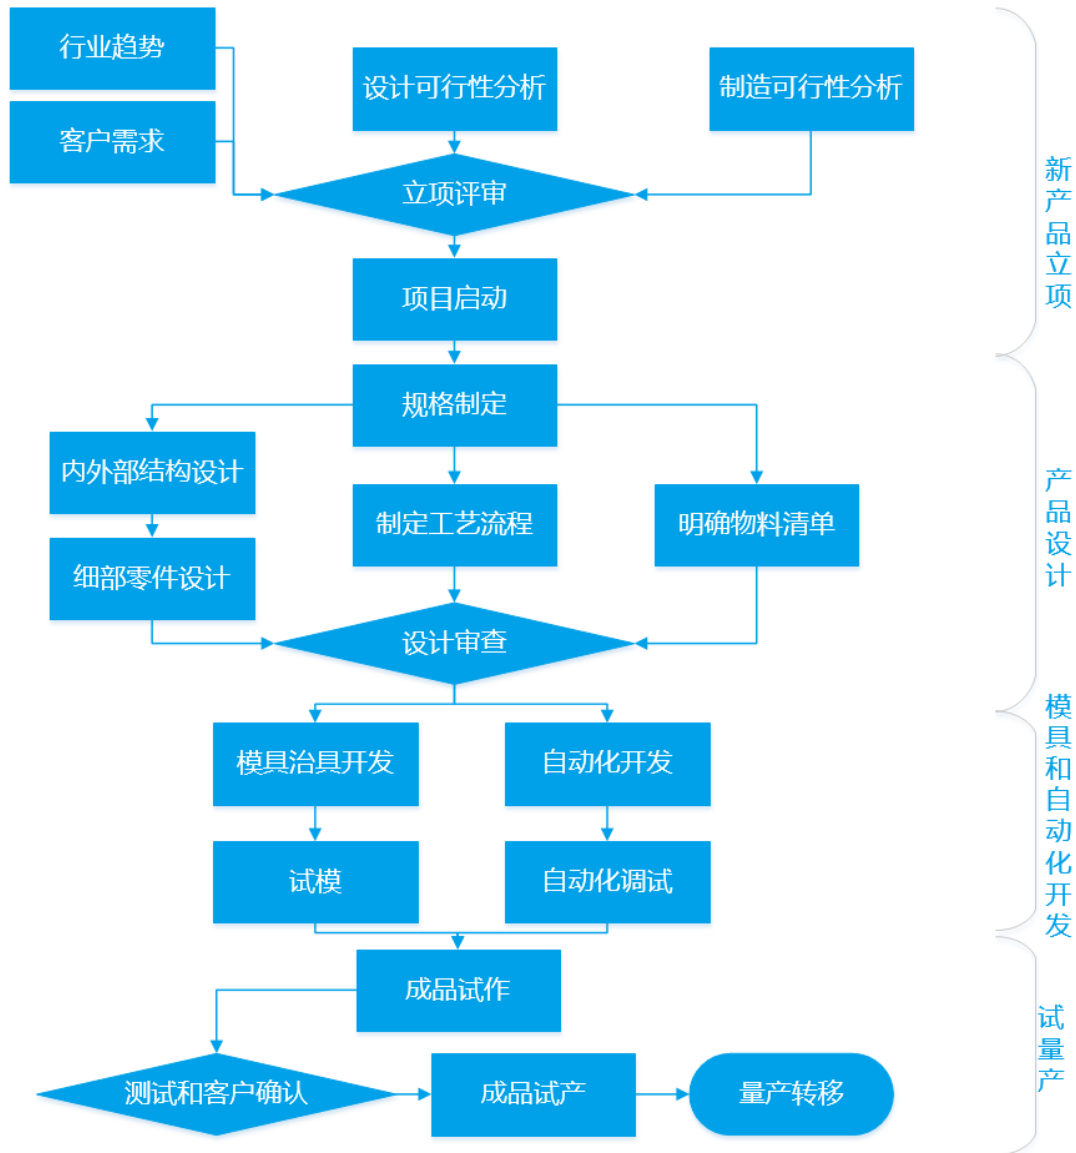 行业趋势
客户需求
设计可行性分析
制造可行性分析
立项评审
项目启动
新产品立项
规格制定
内外部结构设计
制定工艺流程
明确物料清单
细部零件设计
设计审查
产品设计
模具治具开发
自动化开发
试模
自动化调试
模具和自动化开发
成品试作
测试和客户确认
成品试产
量产转移
试量产